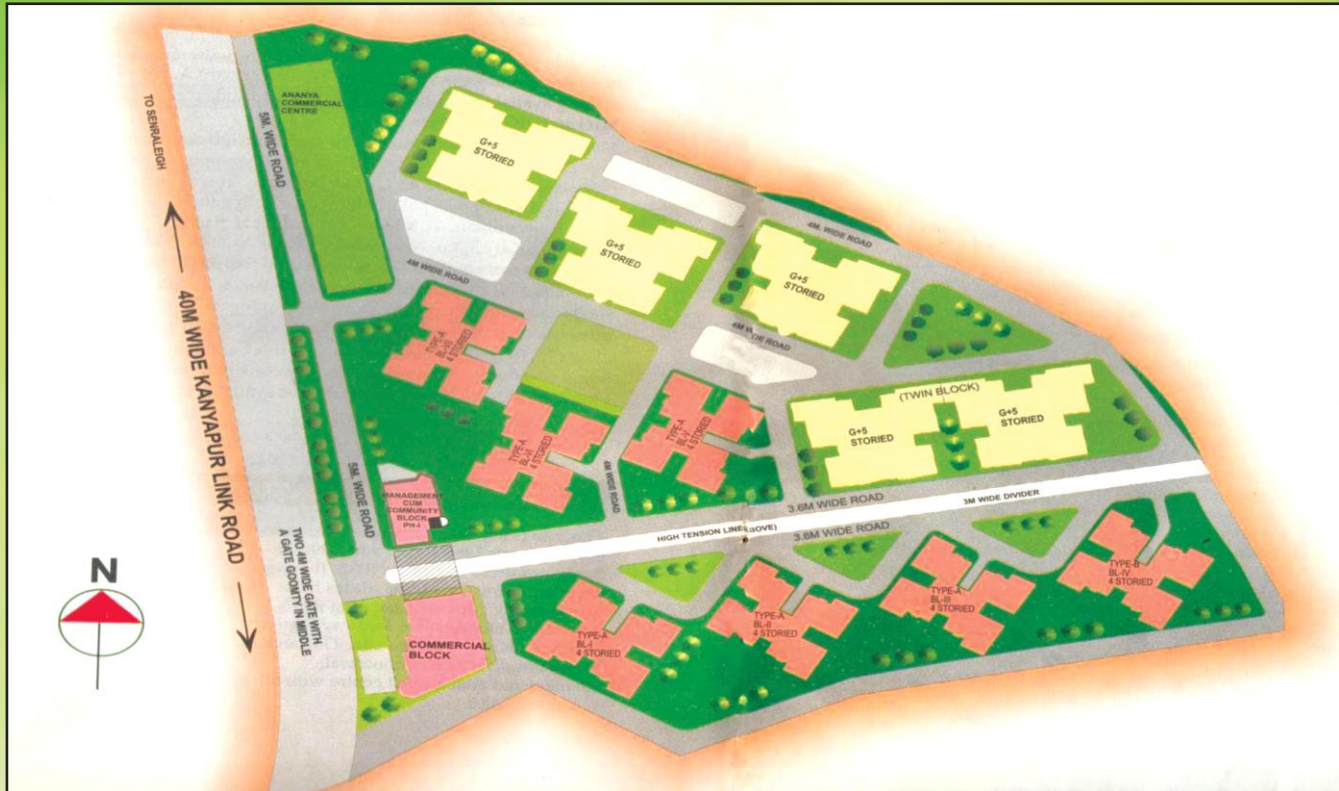 ANANYA
COMMERCIAL
CENTRE
TO SENRALEIGH
5M. WIDE ROAD
40M WIDE KANYAPUR LINK ROAD
G+5
STORIED
G+5
STORIED
G+5
STORIED
4M. WIDE ROAD
4M WIDE ROAD
4M WIDE ROAD
TYPE-A
4 STORIED
TYPE-A
BL-VI
4 STORIED
TYPE-A
BL-V
4 STORIED
(TWIN BLOCK)
G+5
STORIED
G+5
STORIED
5M. WIDE ROAD
4M WIDE ROAD
MANAGEMENT
CUM
COMMUNITY
BLOCK
PH-I
3.6M WIDE ROAD
3M WIDE DIVIDER
HIGH TENSION LINE (ABOVE)
3.6M WIDE ROAD
TWO 4M WIDE GATE WITH
A GATE GOOMTY IN MIDDLE
N
COMMERCIAL
BLOCK
TYPE-A
BL-I
4 STORIED
TYPE-A
BL-II
4 STORIED
TYPE-A
BL-III
4 STORIED
TYPE-B
BL-IV
4 STORIED